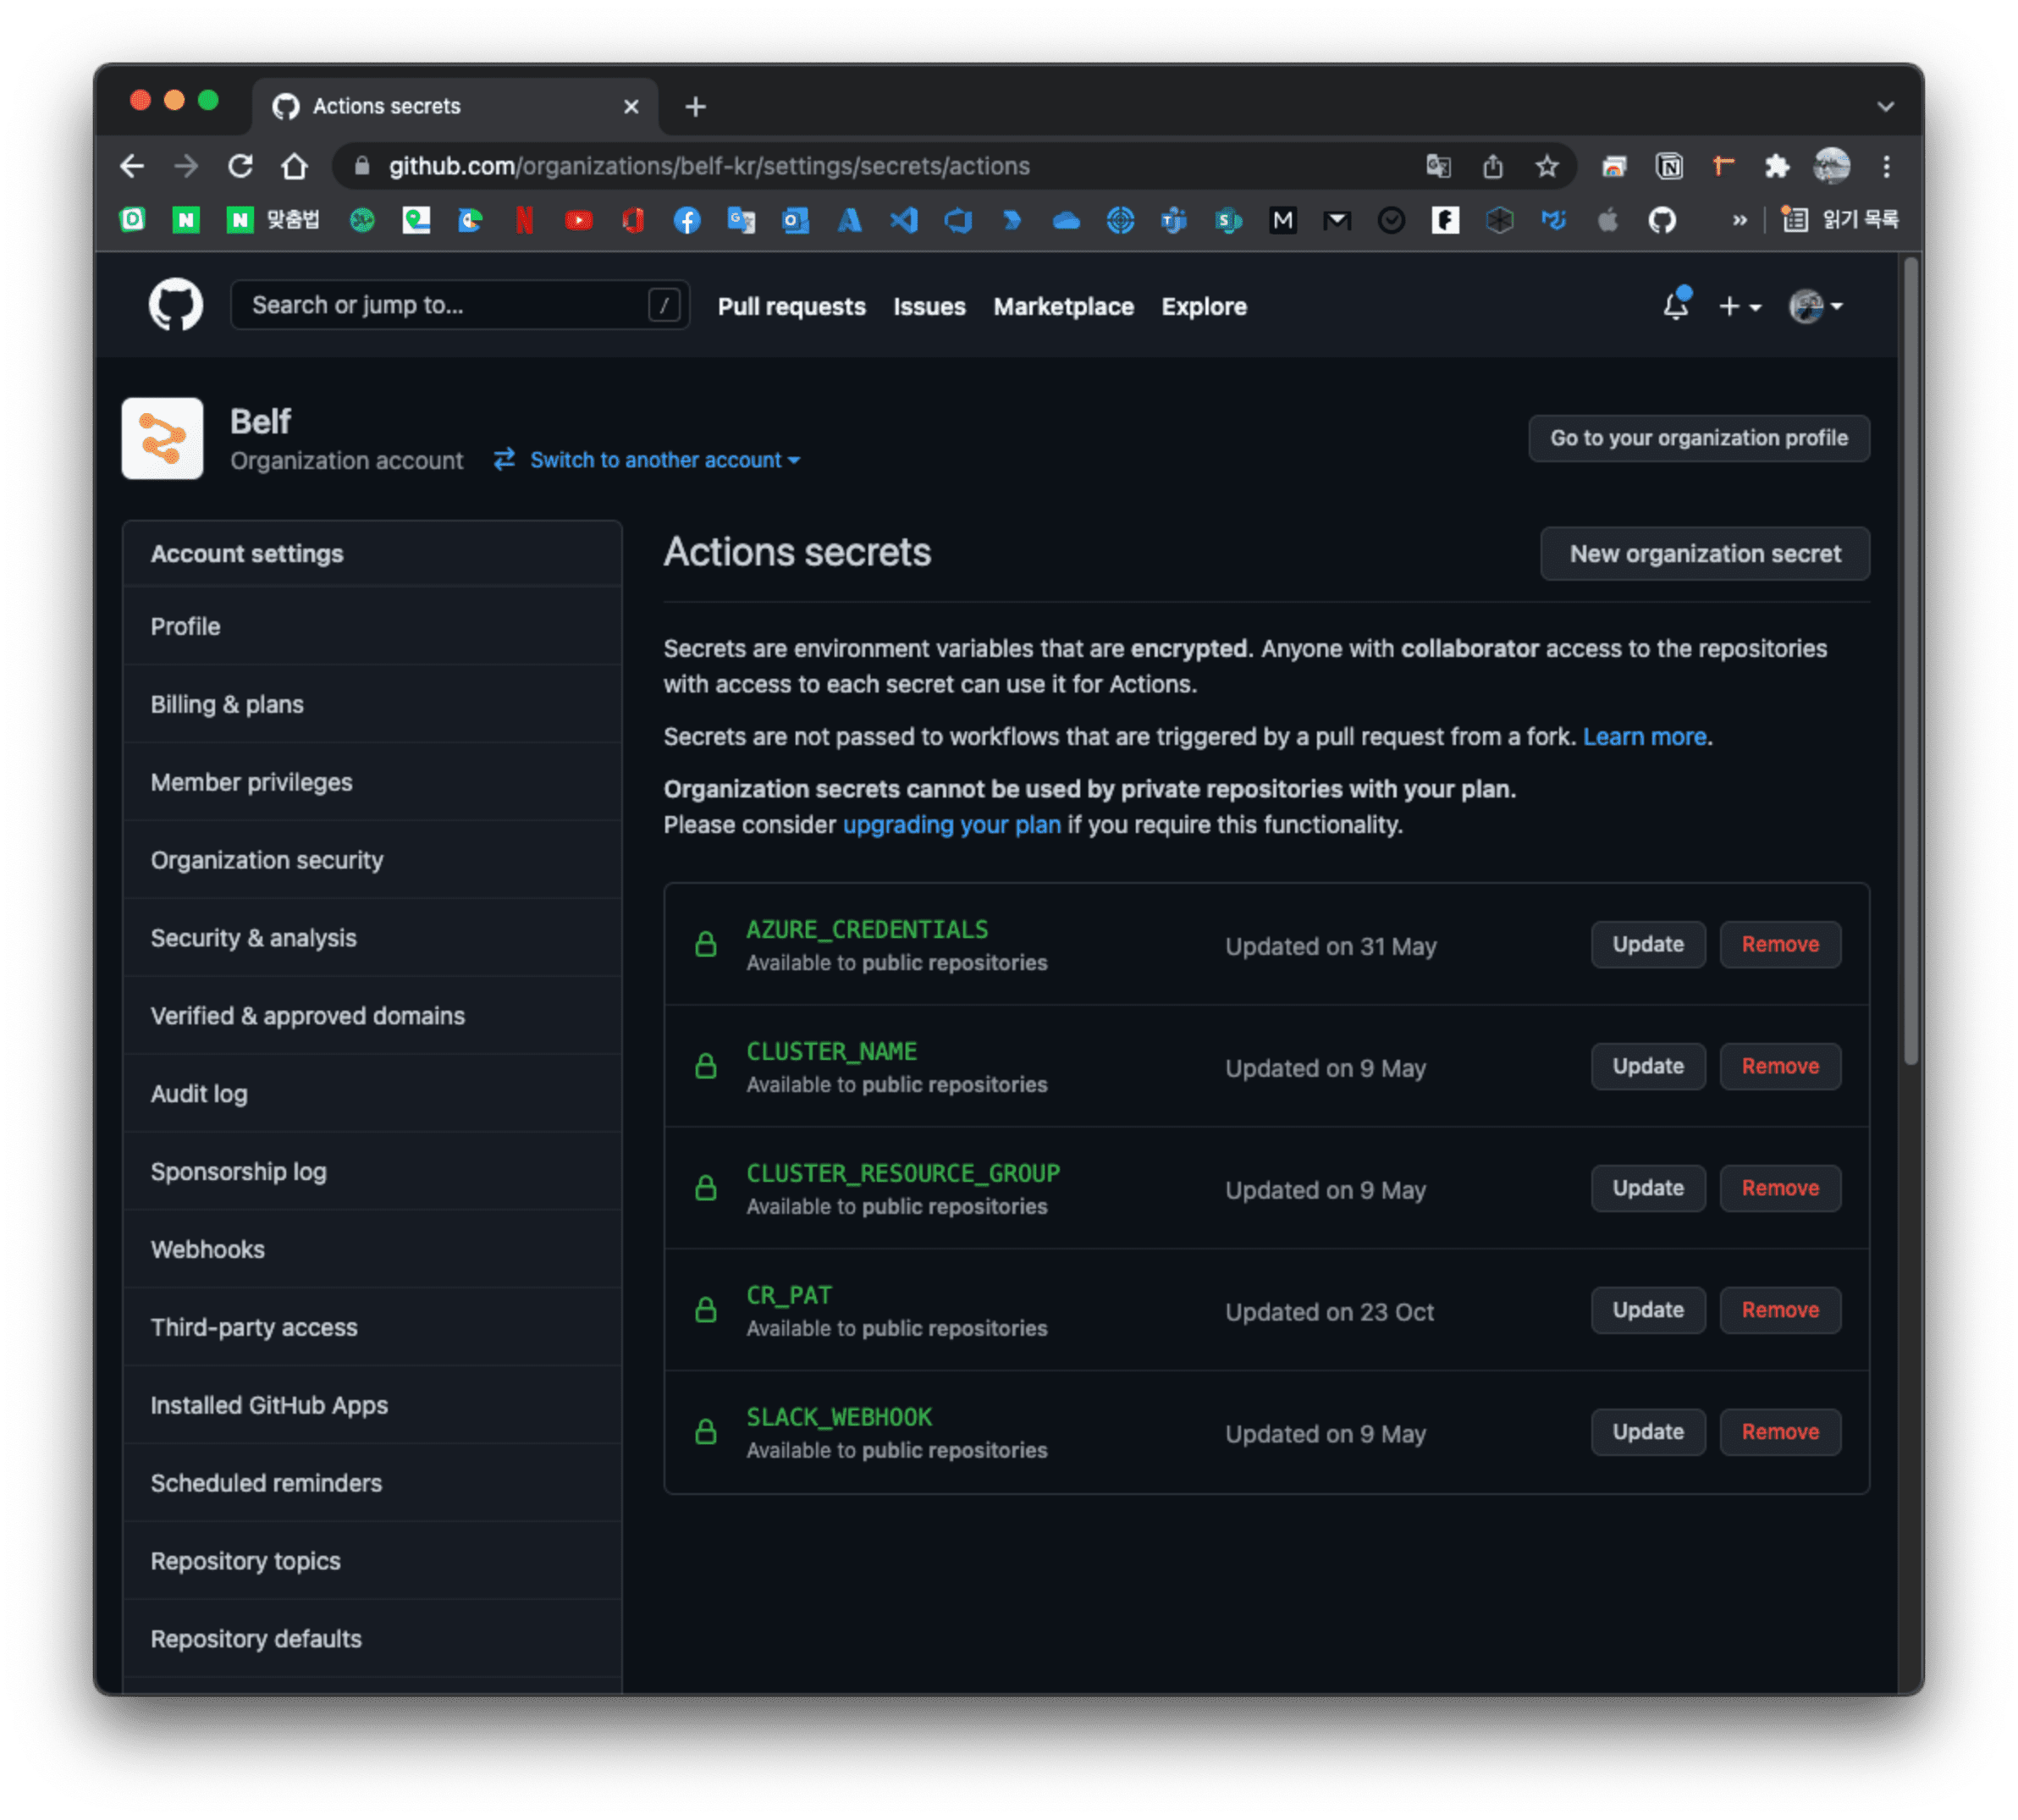 Actions secrets
github.com/organizations/belf-kr/settings/secrets/actions
맞춤법
읽기 목록
Search or jump to...
/
Pull requests
Issues
Marketplace
Explore
Belf
Organization account
Switch to another account
Go to your organization profile
Account settings
Profile
Billing & plans
Member privileges
Organization security
Security & analysis
Verified & approved domains
Audit log
Sponsorship log
Webhooks
Third-party access
Installed GitHub Apps
Scheduled reminders
Repository topics
Repository defaults
Actions secrets
New organization secret
Secrets are environment variables that are encrypted. Anyone with collaborator access to the repositories
with access to each secret can use it for Actions.
Secrets are not passed to workflows that are triggered by a pull request from a fork. Learn more.
Organization secrets cannot be used by private repositories with your plan.
Please consider upgrading your plan if you require this functionality.
AZURE_CREDENTIALS
Available to public repositories
Updated on 31 May
Update
Remove
CLUSTER_NAME
Available to public repositories
Updated on 9 May
Update
Remove
CLUSTER_RESOURCE_GROUP
Available to public repositories
Updated on 9 May
Update
Remove
CR_PAT
Available to public repositories
Updated on 23 Oct
Update
Remove
SLACK_WEBHOOK
Available to public repositories
Updated on 9 May
Update
Remove